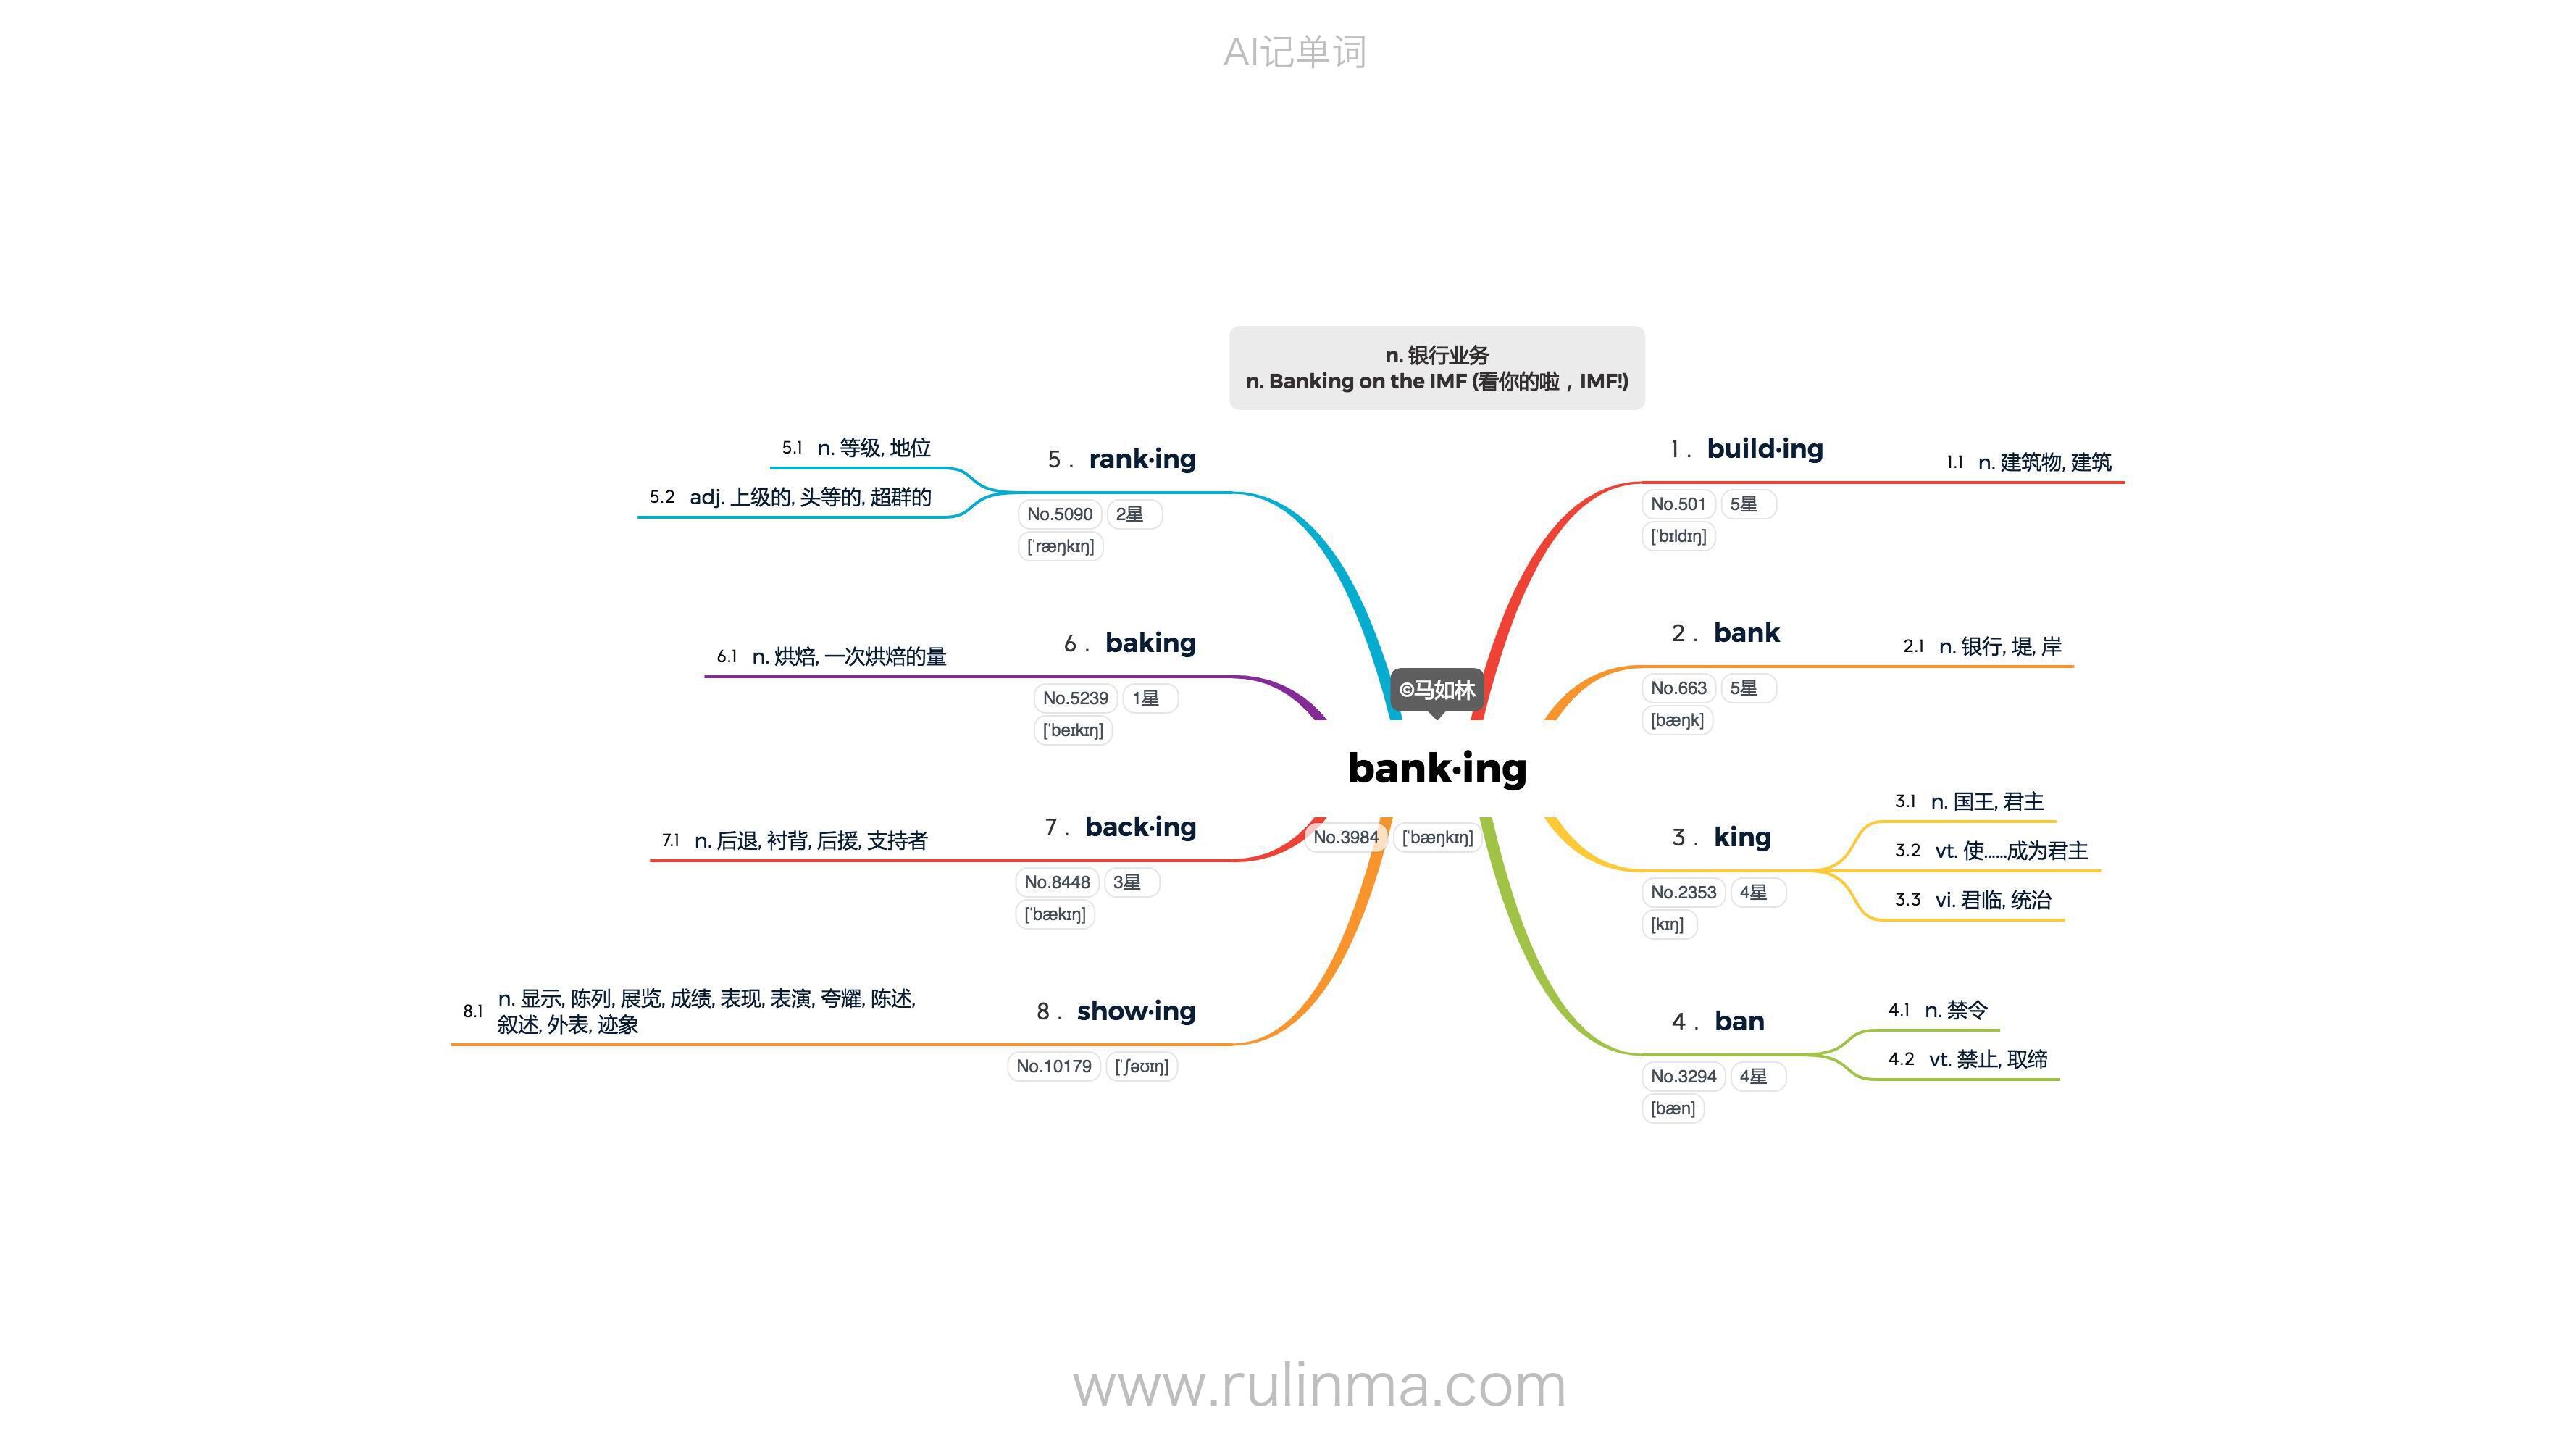 AI记单词
n. 银行业务
n. Banking on the IMF (看你的啦，IMF!)
©马如林
bank·ing
No.3984 [ˈbæŋkɪŋ]
1 . build·ing
No.501 5星
[ˈbɪldɪŋ]
1.1 n. 建筑物, 建筑
2 . bank
No.663 5星
[bæŋk]
2.1 n. 银行, 堤, 岸
3 . king
No.2353 4星
[kɪŋ]
3.1 n. 国王, 君主
3.2 vt. 使……成为君主
3.3 vi. 君临, 统治
4 . ban
No.3294 4星
[bæn]
4.1 n. 禁令
4.2 vt. 禁止, 取缔
5 . rank·ing
No.5090 2星
[ˈræŋkɪŋ]
5.1 n. 等级, 地位
5.2 adj. 上级的, 头等的, 超群的
6 . baking
No.5239 1星
[ˈbeɪkɪŋ]
6.1 n. 烘焙, 一次烘焙的量
7 . back·ing
No.8448 3星
[ˈbækɪŋ]
7.1 n. 后退, 衬背, 后援, 支持者
8 . show·ing
No.10179 [ˈʃəʊɪŋ]
8.1 n. 显示, 陈列, 展览, 成绩, 表现, 表演, 夸耀, 陈述,
叙述, 外表, 迹象
www.rulinma.com